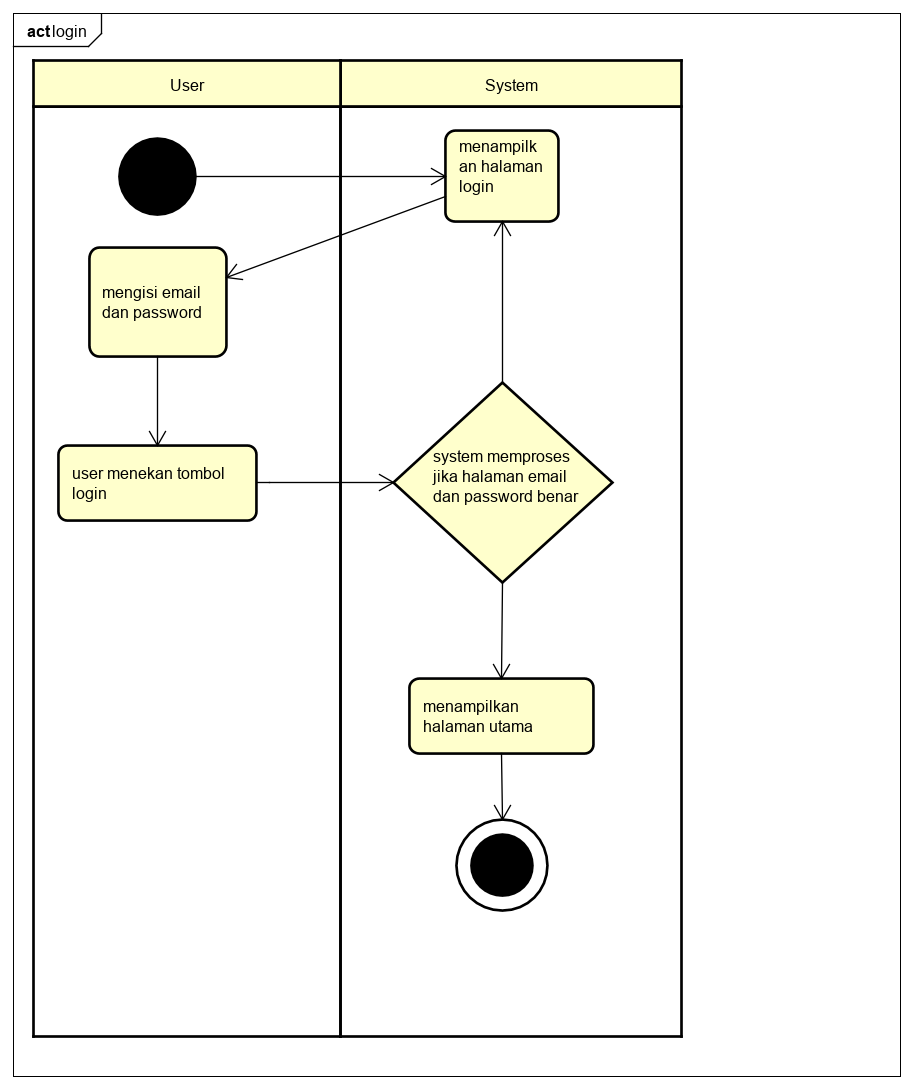 act login
User
System
menampilk
an halaman
login
mengisi email
dan password
user menekan tombol
login
system memproses
jika halaman email
dan password benar
menampilkan
halaman utama